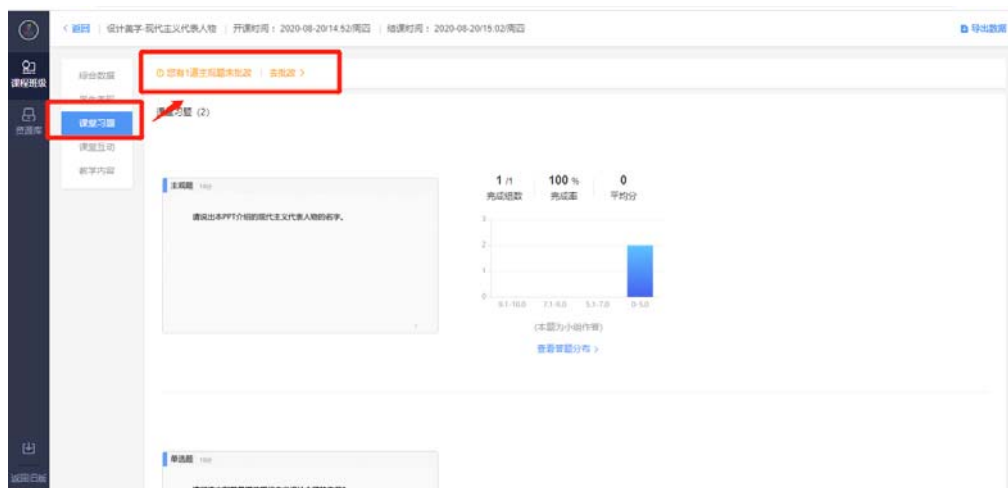 < 返回 | 设计美学-现代主义代表人物 | 开课时间：2020-08-20/14:52/周四 | 结课时间：2020-08-20/15:02/周四
导出数据
课程班级
资源库
综合数据
课堂习题
课堂互动
教学内容
您有1道主观题未批改 | 去批改 >
课堂习题 (2)
主观题
请说出本PPT介绍的现代主义代表人物的名字。
1 /1
100 %
0
完成组数
完成率
平均分
3
2
1
0
9.1-10.0
7.1-9.0
5.1-7.0
0-5.0
(本题为小组作答)
查看答题分布 >
单选题
返回旧版